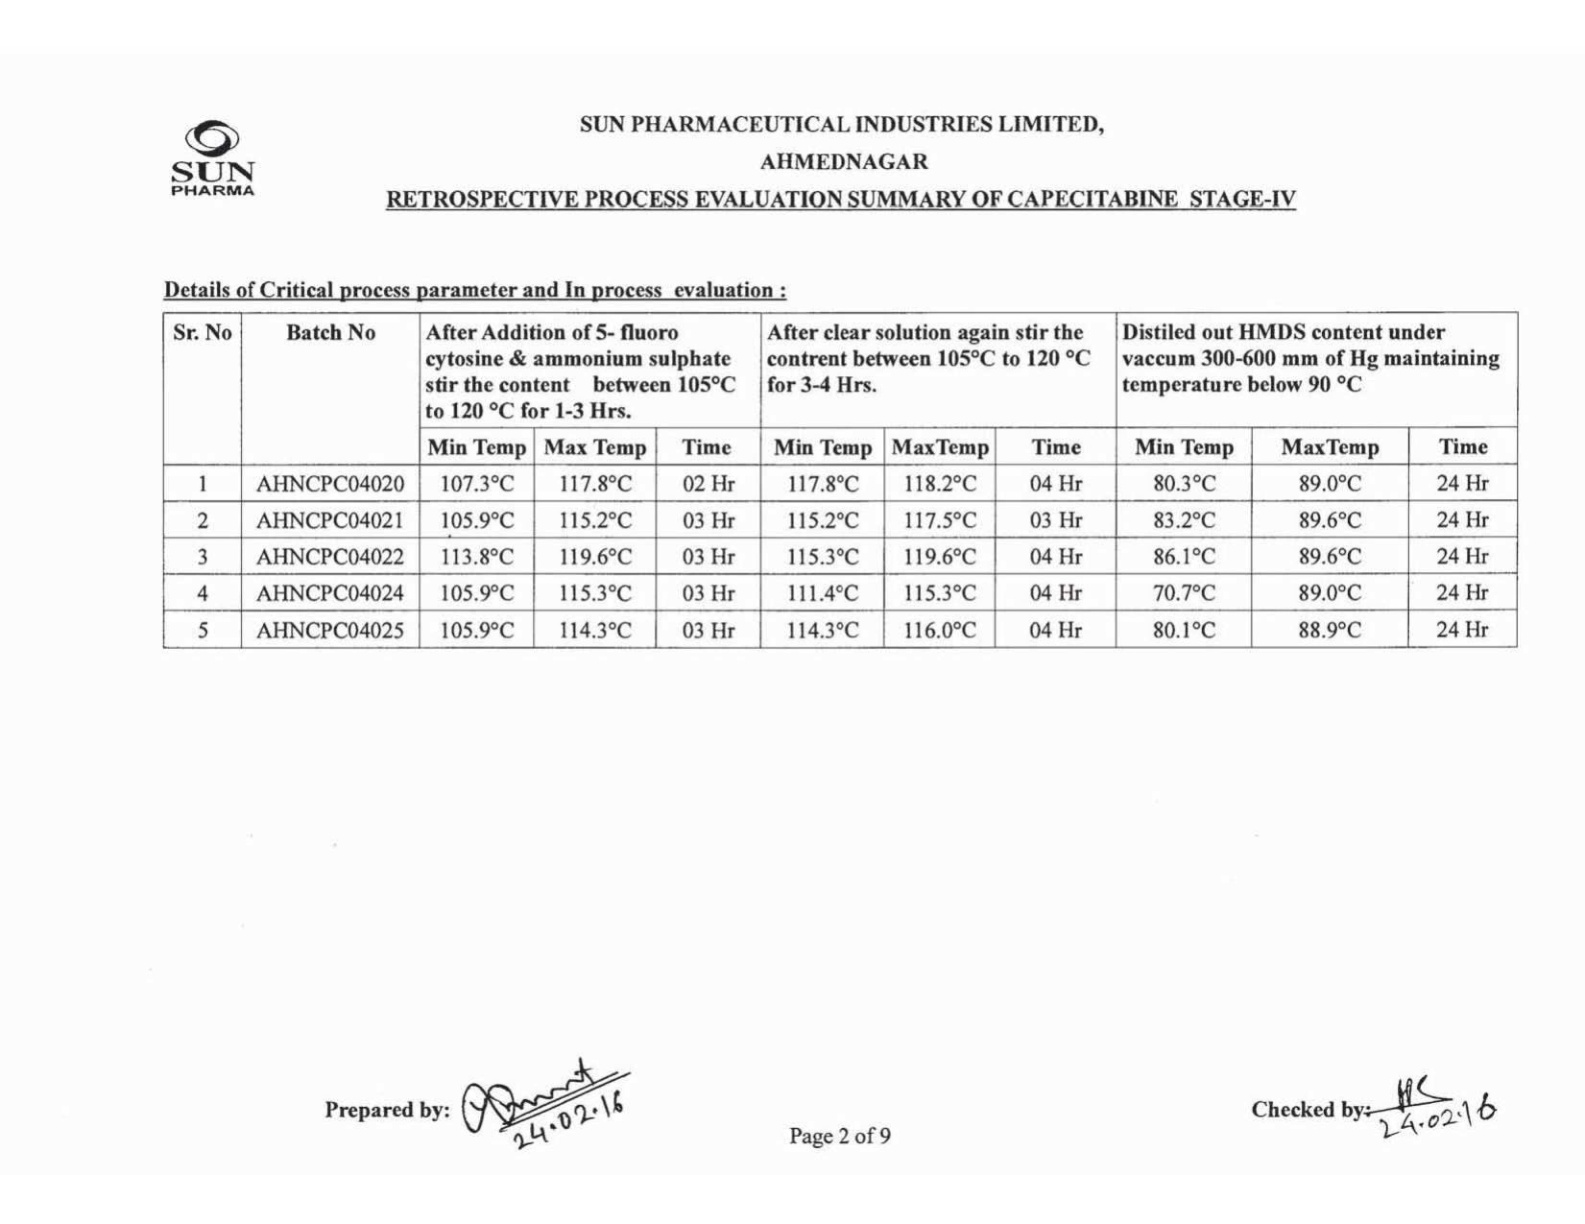 SUN
PHARMA
SUN PHARMACEUTICAL INDUSTRIES LIMITED,
AHMEDNAGAR
RETROSPECTIVE PROCESS EVALUATION SUMMARY OF CAPECITABINE STAGE-IV
Details of Critical process parameter and In process evaluation :
Sr. No Batch No After Addition of 5- fluoro cytosine & ammonium sulphate stir the content between 105°C to 120 °C for 1-3 Hrs. After clear solution again stir the contrent between 105°C to 120 °C for 3-4 Hrs. Distiled out HMDS content under vaccum 300-600 mm of Hg maintaining temperature below 90 °C
Min Temp Max Temp Time Min Temp MaxTemp Time Min Temp MaxTemp Time
1 AHNCPC04020 107.3°C 117.8°C 02 Hr 117.8°C 118.2°C 04 Hr 80.3°C 89.0°C 24 Hr
2 AHNCPC04021 105.9°C 115.2°C 03 Hr 115.2°C 117.5°C 03 Hr 83.2°C 89.6°C 24 Hr
3 AHNCPC04022 113.8°C 119.6°C 03 Hr 115.3°C 119.6°C 04 Hr 86.1°C 89.6°C 24 Hr
4 AHNCPC04024 105.9°C 115.3°C 03 Hr 111.4°C 115.3°C 04 Hr 70.7°C 89.0°C 24 Hr
5 AHNCPC04025 105.9°C 114.3°C 03 Hr 114.3°C 116.0°C 04 Hr 80.1°C 88.9°C 24 Hr
Prepared by:
24.02.16
Page 2 of 9
Checked by:
24.02.16